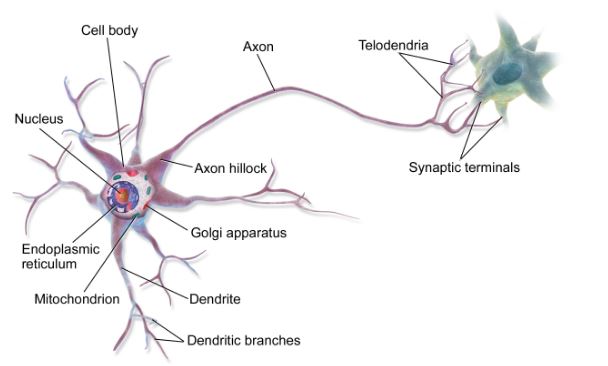 Cell body
Axon
Telodendria
Nucleus
Axon hillock
Synaptic terminals
Golgi apparatus
Endoplasmic
reticulum
Mitochondrion
Dendrite
Dendritic branches